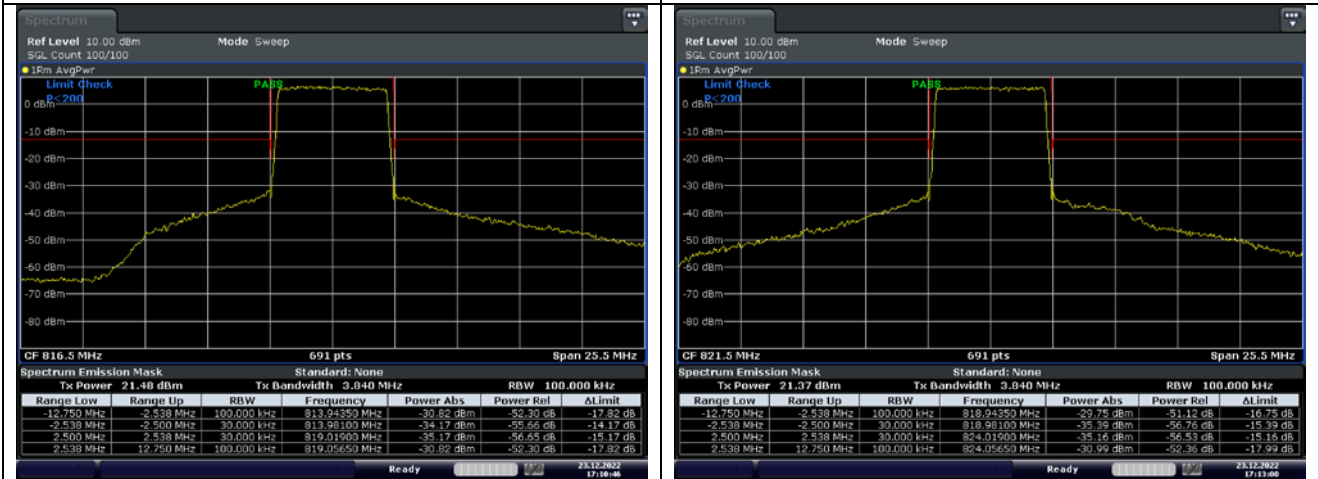 Spectrum
Ref Level 10.00 dBm Mode Sweep
SGL Count 100/100
1Rm AvgPwr
Limit Check PASS
P<200
0 dBm
-10 dBm
-20 dBm
-30 dBm
-40 dBm
-50 dBm
-60 dBm
-70 dBm
-80 dBm
CF 816.5 MHz 691 pts Span 25.5 MHz
Spectrum Emission Mask Standard: None
Tx Power 21.48 dBm Tx Bandwidth 3.840 MHz RBW 100.000 kHz
Range Low Range Up RBW Frequency Power Abs Power Rel ΔLimit
-12.750 MHz -2.538 MHz 100.000 kHz 813.94350 MHz -30.82 dBm -52.30 dB -17.82 dB
-2.538 MHz -2.500 MHz 30.000 kHz 813.98100 MHz -34.17 dBm -55.66 dB -14.17 dB
2.500 MHz 2.538 MHz 30.000 kHz 819.01900 MHz -35.17 dBm -56.65 dB -15.17 dB
2.538 MHz 12.750 MHz 100.000 kHz 819.05650 MHz -30.82 dBm -52.30 dB -17.82 dB
Ready 23.12.2022
17:10:46
Spectrum
Ref Level 10.00 dBm Mode Sweep
SGL Count 100/100
1Rm AvgPwr
Limit Check PASS
P<200
0 dBm
-10 dBm
-20 dBm
-30 dBm
-40 dBm
-50 dBm
-60 dBm
-70 dBm
-80 dBm
CF 821.5 MHz 691 pts Span 25.5 MHz
Spectrum Emission Mask Standard: None
Tx Power 21.37 dBm Tx Bandwidth 3.840 MHz RBW 100.000 kHz
Range Low Range Up RBW Frequency Power Abs Power Rel ΔLimit
-12.750 MHz -2.538 MHz 100.000 kHz 818.94350 MHz -29.75 dBm -51.12 dB -16.75 dB
-2.538 MHz -2.500 MHz 30.000 kHz 818.98100 MHz -35.39 dBm -56.76 dB -15.39 dB
2.500 MHz 2.538 MHz 30.000 kHz 824.01900 MHz -35.16 dBm -56.53 dB -15.16 dB
2.538 MHz 12.750 MHz 100.000 kHz 824.05650 MHz -30.99 dBm -52.36 dB -17.99 dB
Ready 23.12.2022
17:13:00